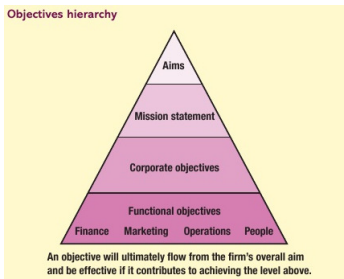 Objectives hierarchy
Aims
Mission statement
Corporate objectives
Functional objectives
Finance Marketing Operations People
An objective will ultimately flow from the firm's overall aim
and be effective if it contributes to achieving the level above.